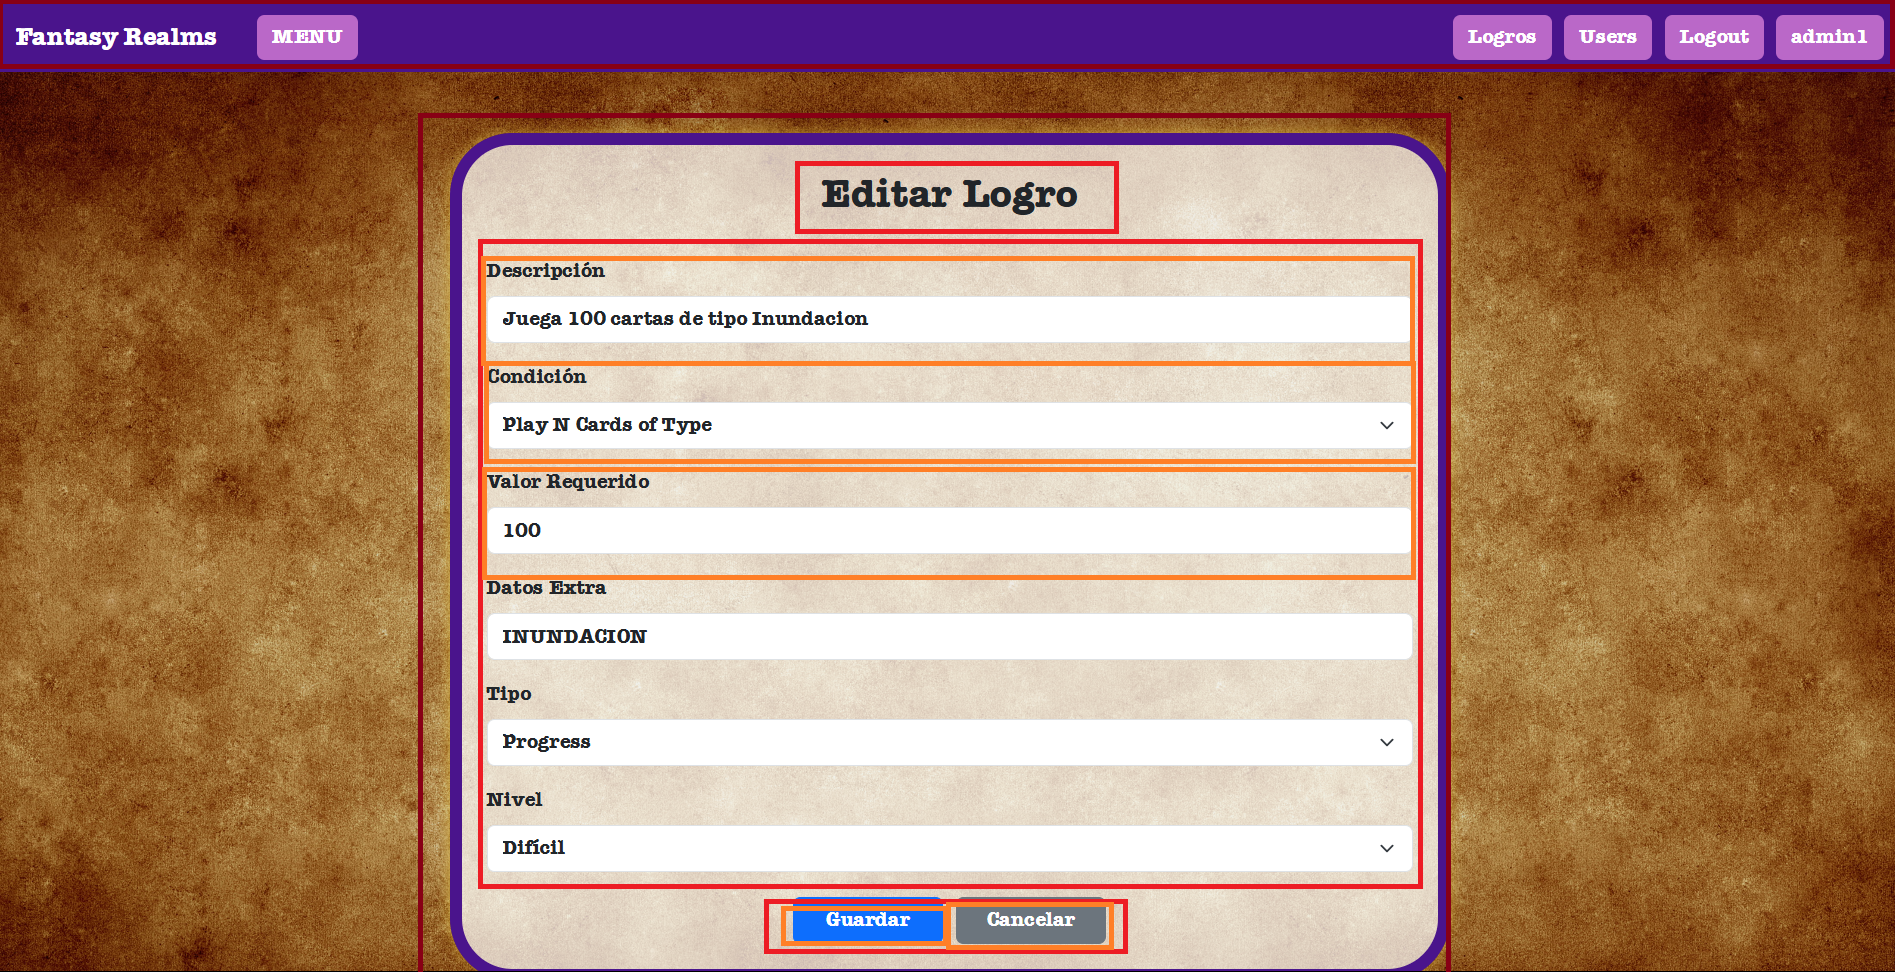 Fantasy Realms MENU Logros Users Logout admin1
Editar Logro
Descripción
Juega 100 cartas de tipo Inundacion
Condición
Play N Cards of Type
Valor Requerido
100
Datos Extra
INUNDACION
Tipo
Progress
Nivel
Difícil
Guardar Cancelar